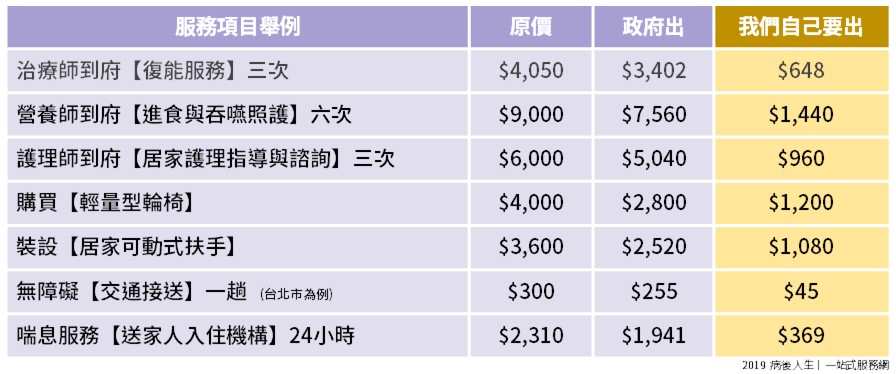 服務項目舉例 原價 政府出 我們自己要出
治療師到府【復能服務】三次 $4,050 $3,402 $648
營養師到府【進食與吞嚥照護】六次 $9,000 $7,560 $1,440
護理師到府【居家護理指導與諮詢】三次 $6,000 $5,040 $960
購買【輕量型輪椅】 $4,000 $2,800 $1,200
裝設【居家可動式扶手】 $3,600 $2,520 $1,080
無障礙【交通接送】一趟 (台北市為例) $300 $255 $45
喘息服務【送家人入住機構】24小時 $2,310 $1,941 $369
2019 病後人生| 一站式服務網